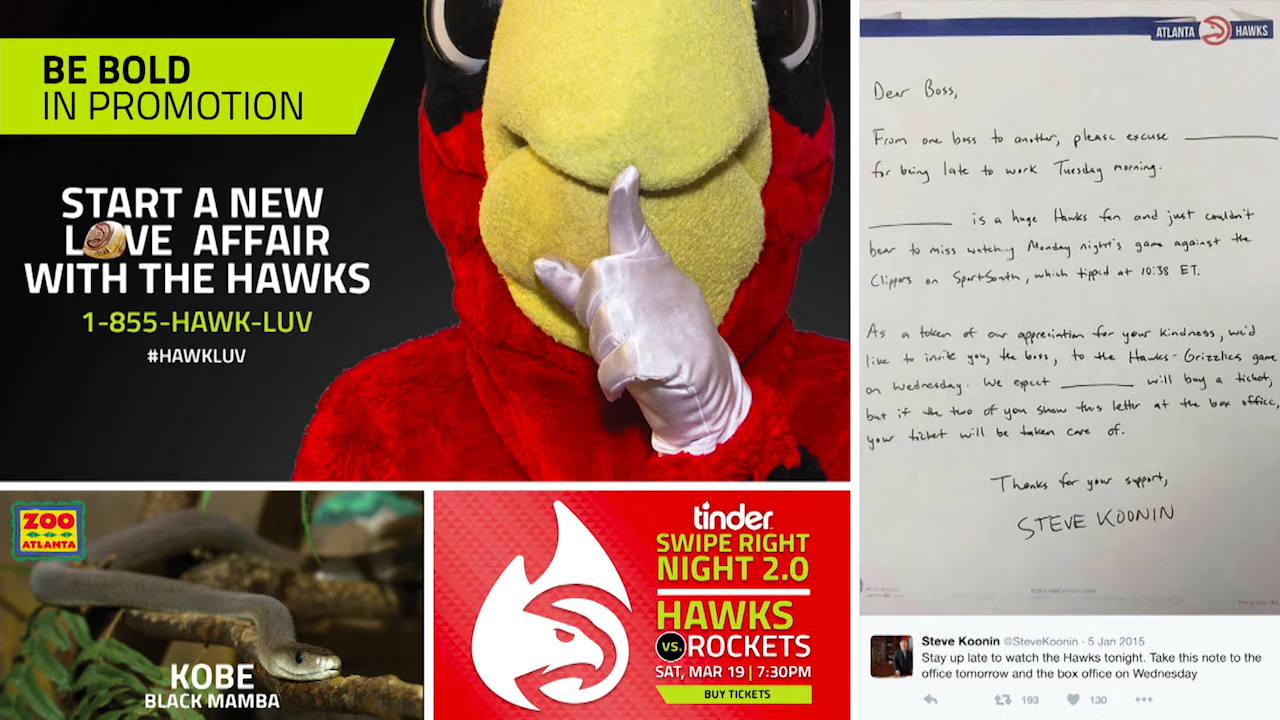 BE BOLD
IN PROMOTION
START A NEW
LOVE AFFAIR
WITH THE HAWKS
1-855-HAWK-LUV
#HAWKLUV
ZOO
ATLANTA
KOBE
BLACK MAMBA
tinder
SWIPE RIGHT
NIGHT 2.0
HAWKS
VS. ROCKETS
SAT, MAR 19 | 7:30PM
BUY TICKETS
ATLANTA HAWKS
Dear Boss,
From one boss to another, please excuse
for being late to work Tuesday morning.
is a huge Hawks fan and just couldn't
bear to miss watching Monday night's game against the
Clippers on SportSouth, which tipped at 10:38 ET.
As a token of our appreciation for your kindness, we'd
like to invite you, the boss, to the Hawks-Grizzlies game
on Wednesday. We expect will buy a ticket,
but if the two of you show this letter at the box office,
your ticket will be taken care of.
Thanks for your support,
STEVE KOONIN
Steve Koonin @SteveKoonin · 5 Jan 2015
Stay up late to watch the Hawks tonight. Take this note to the
office tomorrow and the box office on Wednesday
193 130